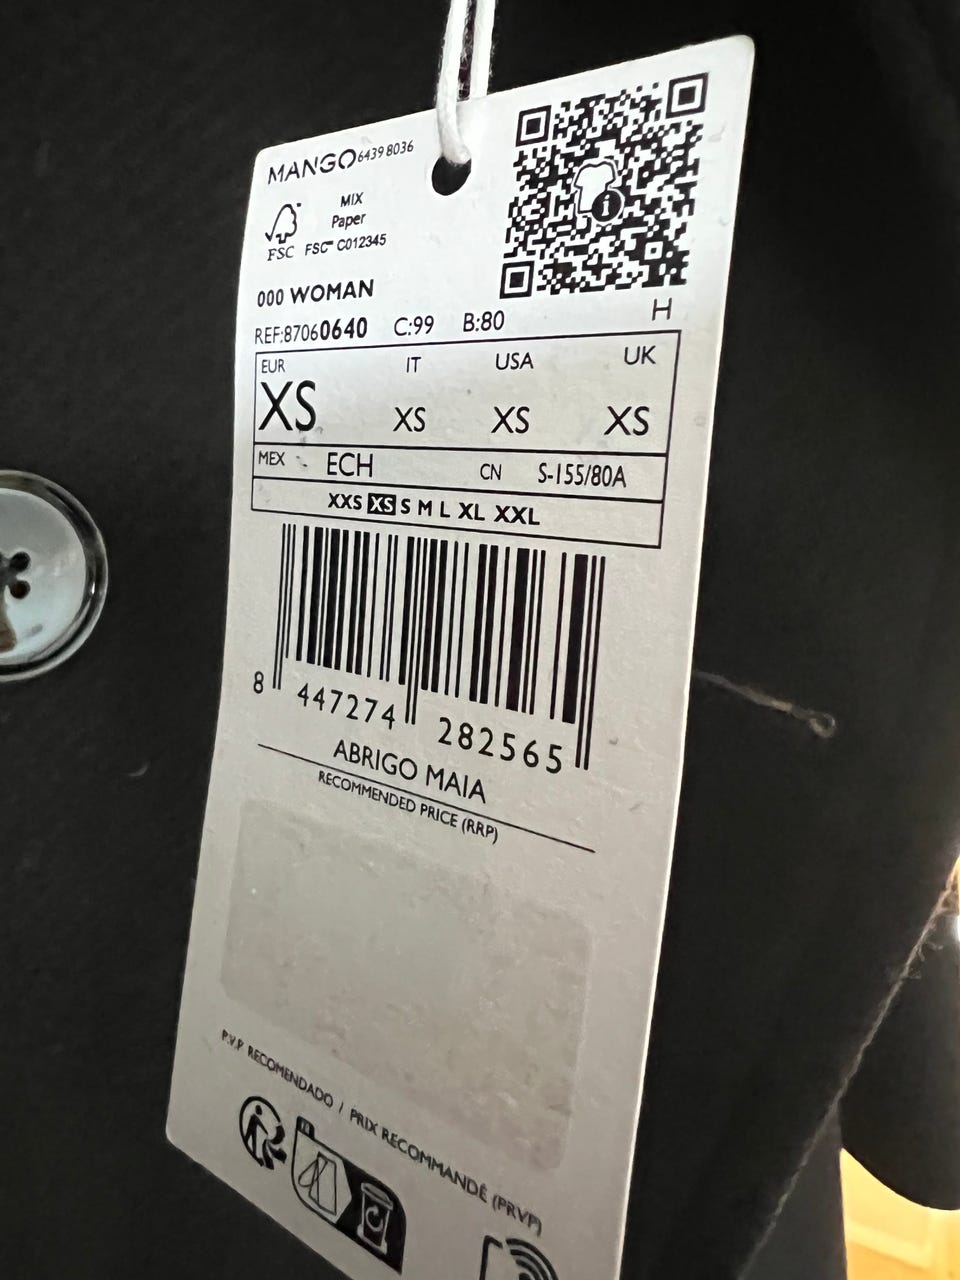 MANGO 6439 8036
MIX
Paper
FSC FSC™ C012345
000 WOMAN
H
REF:87060640 C:99 B:80
EUR IT USA UK
XS XS XS XS
MEX ECH CN S-155/80A
XXS XS S M L XL XXL
8 447274 282565
ABRIGO MAIA
RECOMMENDED PRICE (RRP)
P.V.P RECOMENDADO / PRIX RECOMMANDÉ (PRVP)